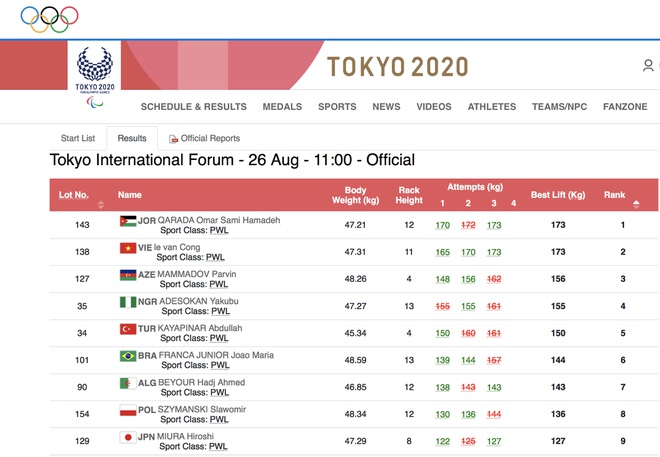 TOKYO 2020
PARALYMPIC GAMES
TOKYO 2020
SCHEDULE & RESULTS MEDALS SPORTS NEWS VIDEOS ATHLETES TEAMS/NPC FANZONE
Start List Results Official Reports
Tokyo International Forum - 26 Aug - 11:00 - Official
Lot No. Name Body Weight (kg) Rack Height Attempts (kg) 1 2 3 4 Best Lift (Kg) Rank
143 JOR QARADA Omar Sami Hamadeh 47.21 12 170 172 173 173 1
Sport Class: PWL
138 VIE le van Cong 47.31 11 165 170 173 173 2
Sport Class: PWL
127 AZE MAMMADOV Parvin 48.26 4 148 156 162 156 3
Sport Class: PWL
35 NGR ADESOKAN Yakubu 47.27 13 155 155 161 155 4
Sport Class: PWL
34 TUR KAYAPINAR Abdullah 45.34 4 150 160 161 150 5
Sport Class: PWL
101 BRA FRANCA JUNIOR Joao Maria 48.59 13 139 144 157 144 6
Sport Class: PWL
90 ALG BEYOUR Hadj Ahmed 46.85 12 138 143 143 143 7
Sport Class: PWL
154 POL SZYMANSKI Slawomir 48.34 12 130 136 144 136 8
Sport Class: PWL
129 JPN MIURA Hiroshi 47.29 8 122 125 127 127 9
Sport Class: PWL